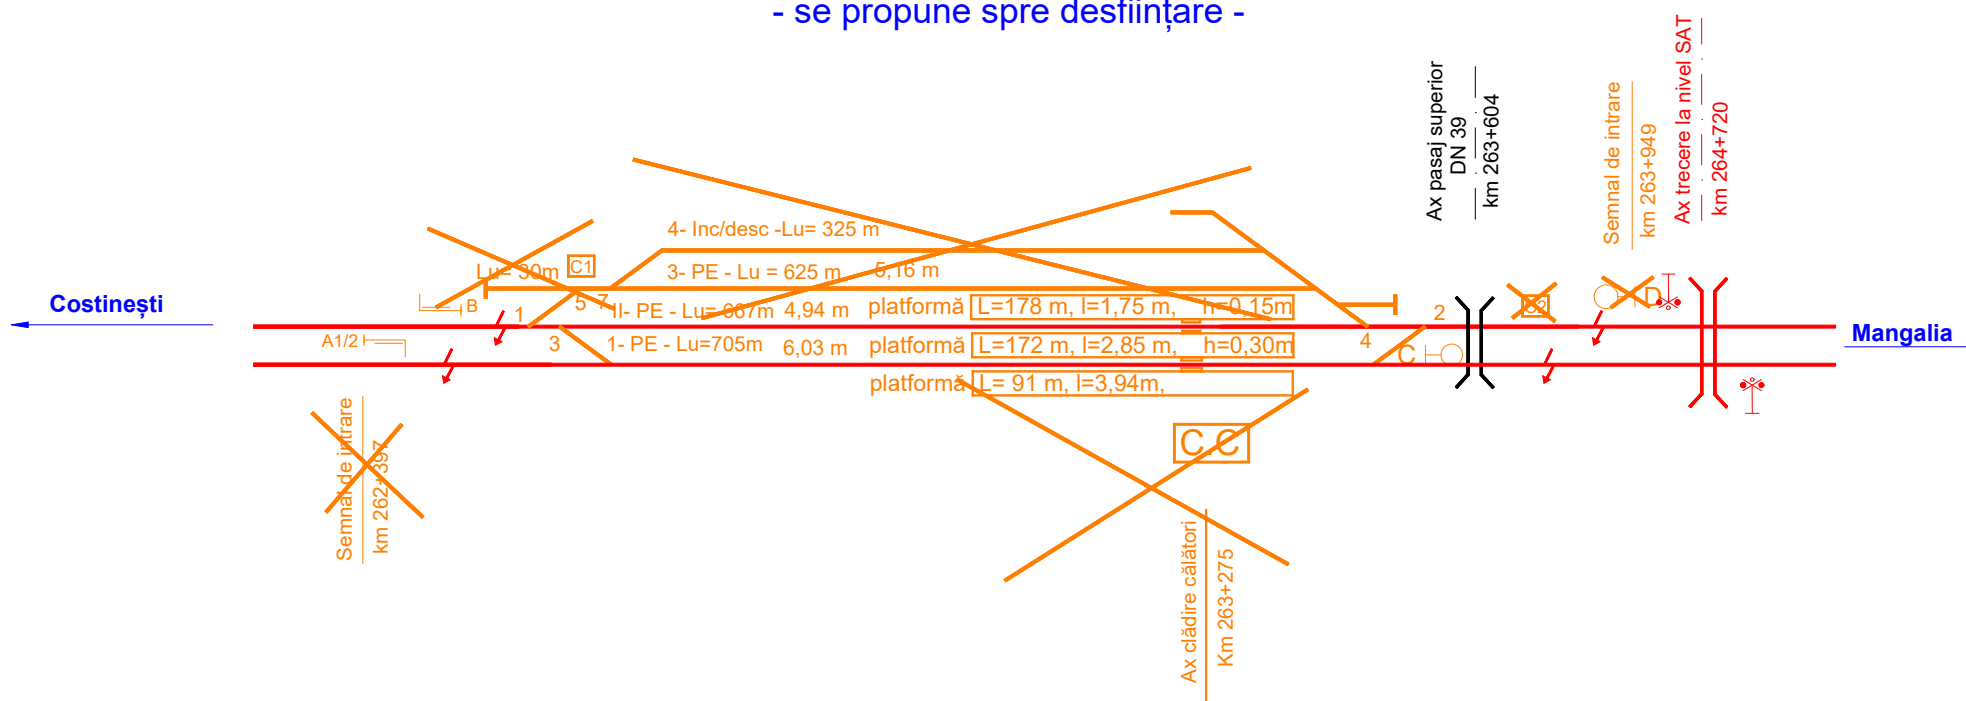 - se propune spre desființare -
Ax pasaj superior
DN 39
km 263+604
Semnal de intrare
km 263+949
Ax trecere la nivel SAT
km 264+720
4- Inc/desc -Lu= 325 m
Lu= 30m
C1
3- PE - Lu = 625 m
5,16 m
Costinești
B
1
5
7
II- PE - Lu= 667m
4,94 m
platformă
L=178 m, l=1,75 m,
h=0,15m
2
D
A1/2
3
1- PE - Lu=705m
6,03 m
platformă
L=172 m, l=2,85 m,
h=0,30m
4
C
Mangalia
platformă
L= 91 m, l=3,94m,
C.C
Semnal de intrare
km 262+397
Ax clădire călători
Km 263+275